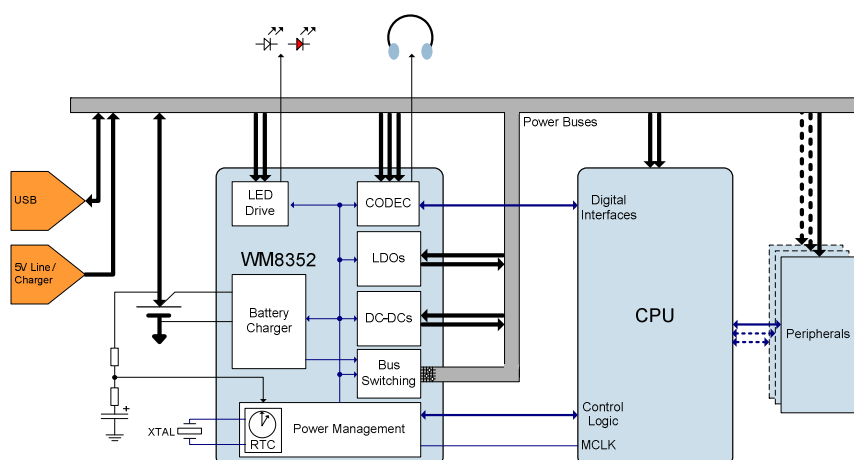 Power Buses
USB
5V Line /
Charger
LED
Drive
CODEC
Digital
Interfaces
WM8352
LDOs
Battery
Charger
DC-DCs
CPU
Peripherals
Bus
Switching
+
XTAL
RTC
Power Management
Control
Logic
MCLK